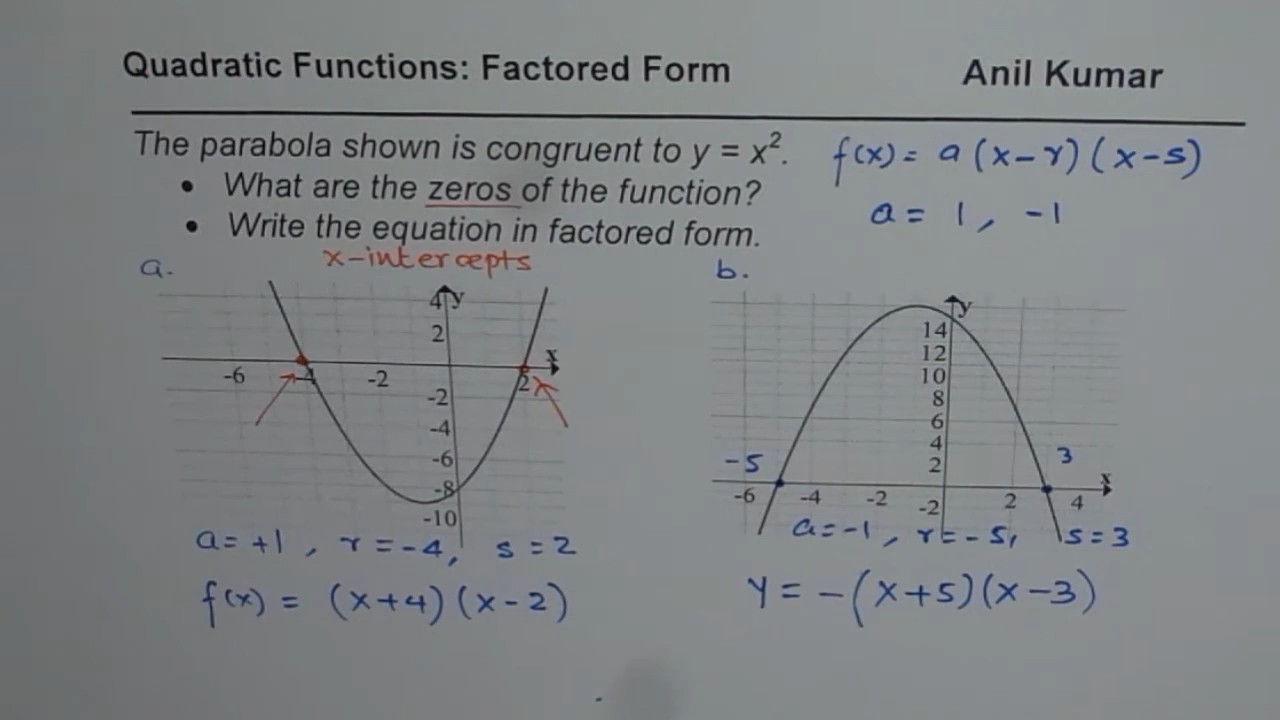 Quadratic Functions: Factored Form Anil Kumar
The parabola shown is congruent to y = x². f(x) = a (x-r) (x-s)
• What are the zeros of the function? a = 1, -1
• Write the equation in factored form.
x-intercepts
a.
4 y
2
x
-6 -4 -2 2
-2
-4
-6
-8
-10
a = +1, r = -4, s = 2
f(x) = (x+4) (x-2)
b.
y
14
12
10
8
6
4
2
-5 3
x
-6 -4 -2 2 4
-2
a = -1, r = -5, s = 3
y = -(x+5)(x-3)